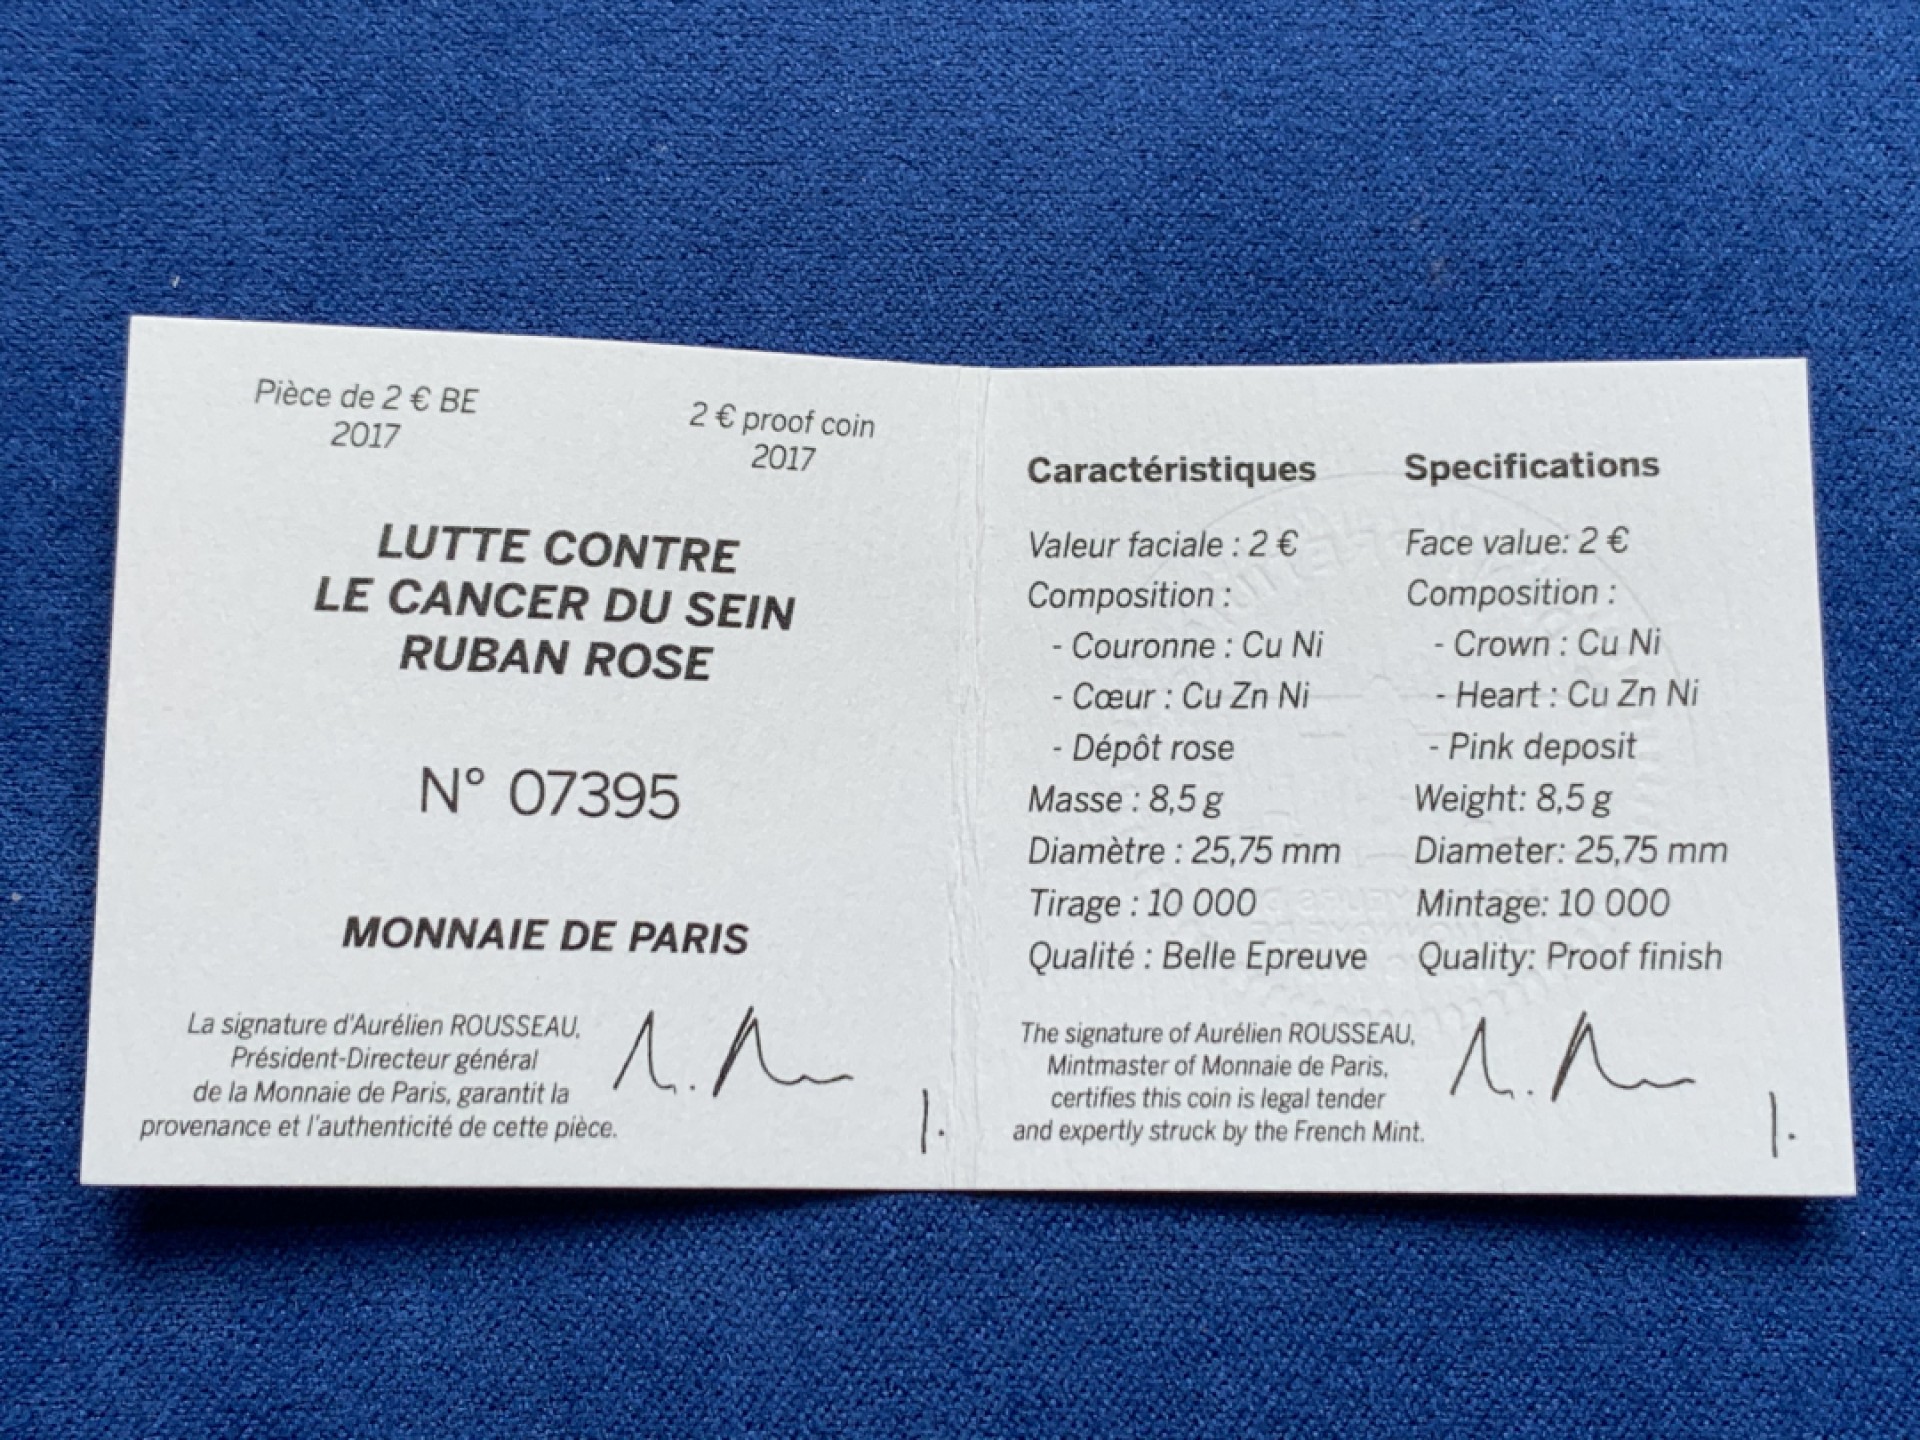 Pièce de 2 € BE
2017
2 € proof coin
2017
LUTTE CONTRE
LE CANCER DU SEIN
RUBAN ROSE
N° 07395
MONNAIE DE PARIS
La signature d'Aurélien ROUSSEAU,
Président-Directeur général
de la Monnaie de Paris, garantit la
provenance et l'authenticité de cette pièce.
Caractéristiques
Valeur faciale : 2 €
Composition :
- Couronne : Cu Ni
- Cœur : Cu Zn Ni
- Dépôt rose
Masse : 8,5 g
Diamètre : 25,75 mm
Tirage : 10 000
Qualité : Belle Epreuve
Specifications
Face value: 2 €
Composition :
- Crown : Cu Ni
- Heart : Cu Zn Ni
- Pink deposit
Weight: 8,5 g
Diameter: 25,75 mm
Mintage: 10 000
Quality: Proof finish
The signature of Aurélien ROUSSEAU,
Mintmaster of Monnaie de Paris,
certifies this coin is legal tender
and expertly struck by the French Mint.